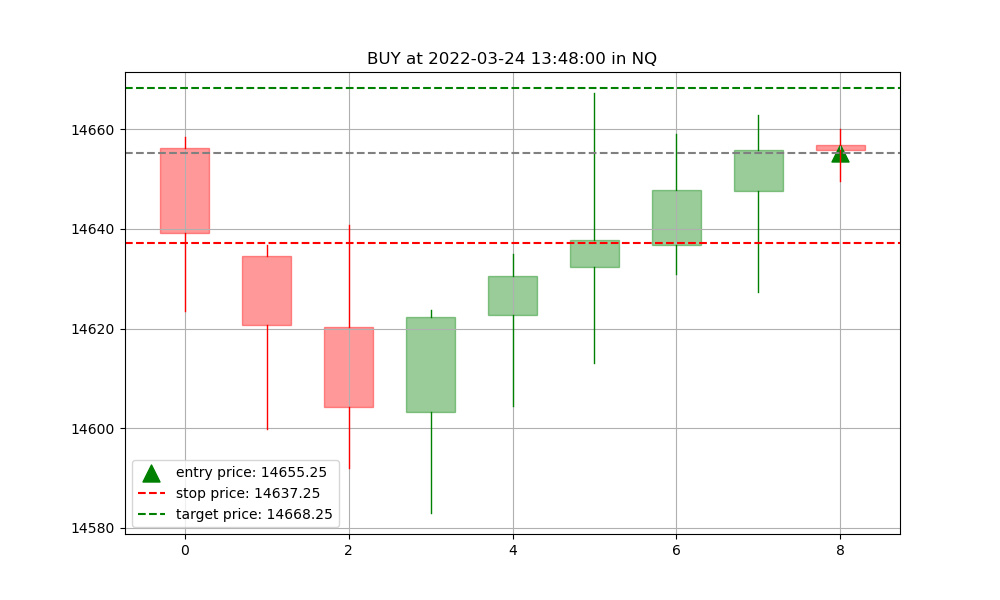 BUY at 2022-03-24 13:48:00 in NQ
14660
14640
14620
14600
14580
entry price: 14655.25
stop price: 14637.25
target price: 14668.25
0 2 4 6 8